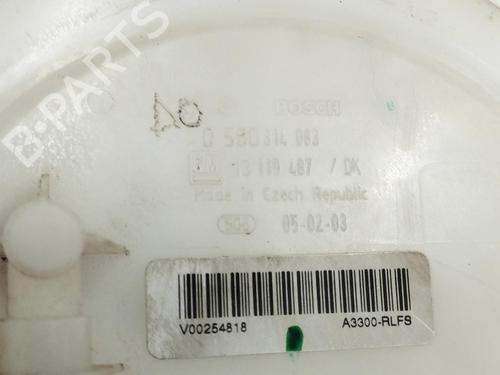 BOSCH
0 580 314 083
13 119 487 / DK
Made in Czech Republic
05-02-03
V00254818 A3300-RLFS
B-PARTS